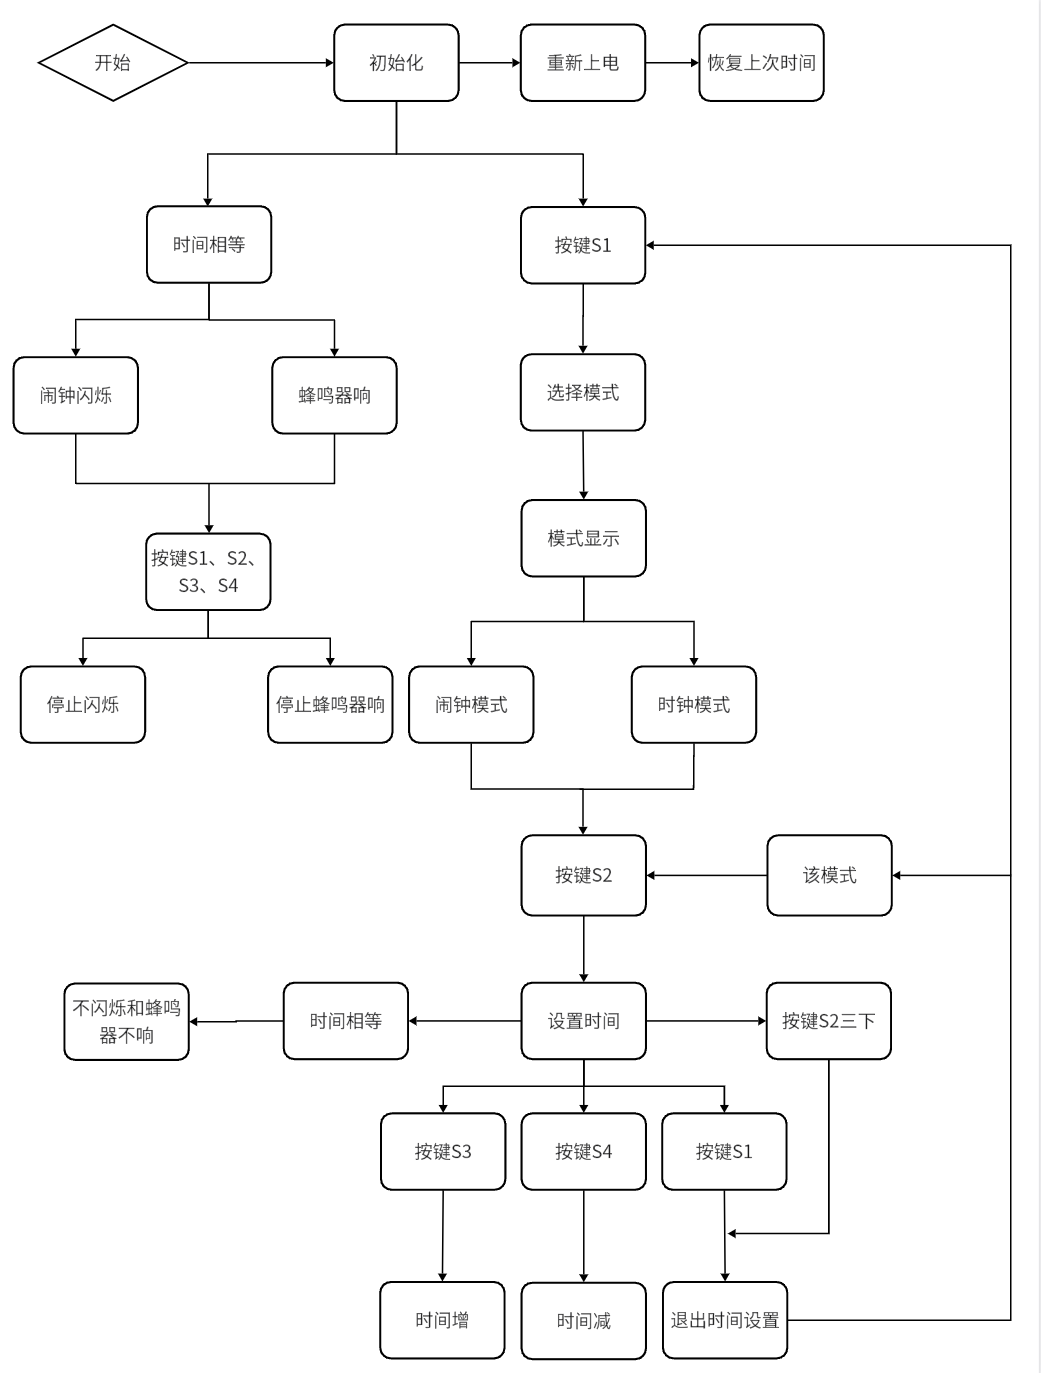 开始
初始化
重新上电
恢复上次时间
时间相等
按键S1
闹钟闪烁
蜂鸣器响
选择模式
模式显示
按键S1、S2、
S3、S4
停止闪烁
停止蜂鸣器响
闹钟模式
时钟模式
按键S2
该模式
不闪烁和蜂鸣
器不响
时间相等
设置时间
按键S2三下
按键S3
按键S4
按键S1
时间增
时间减
退出时间设置